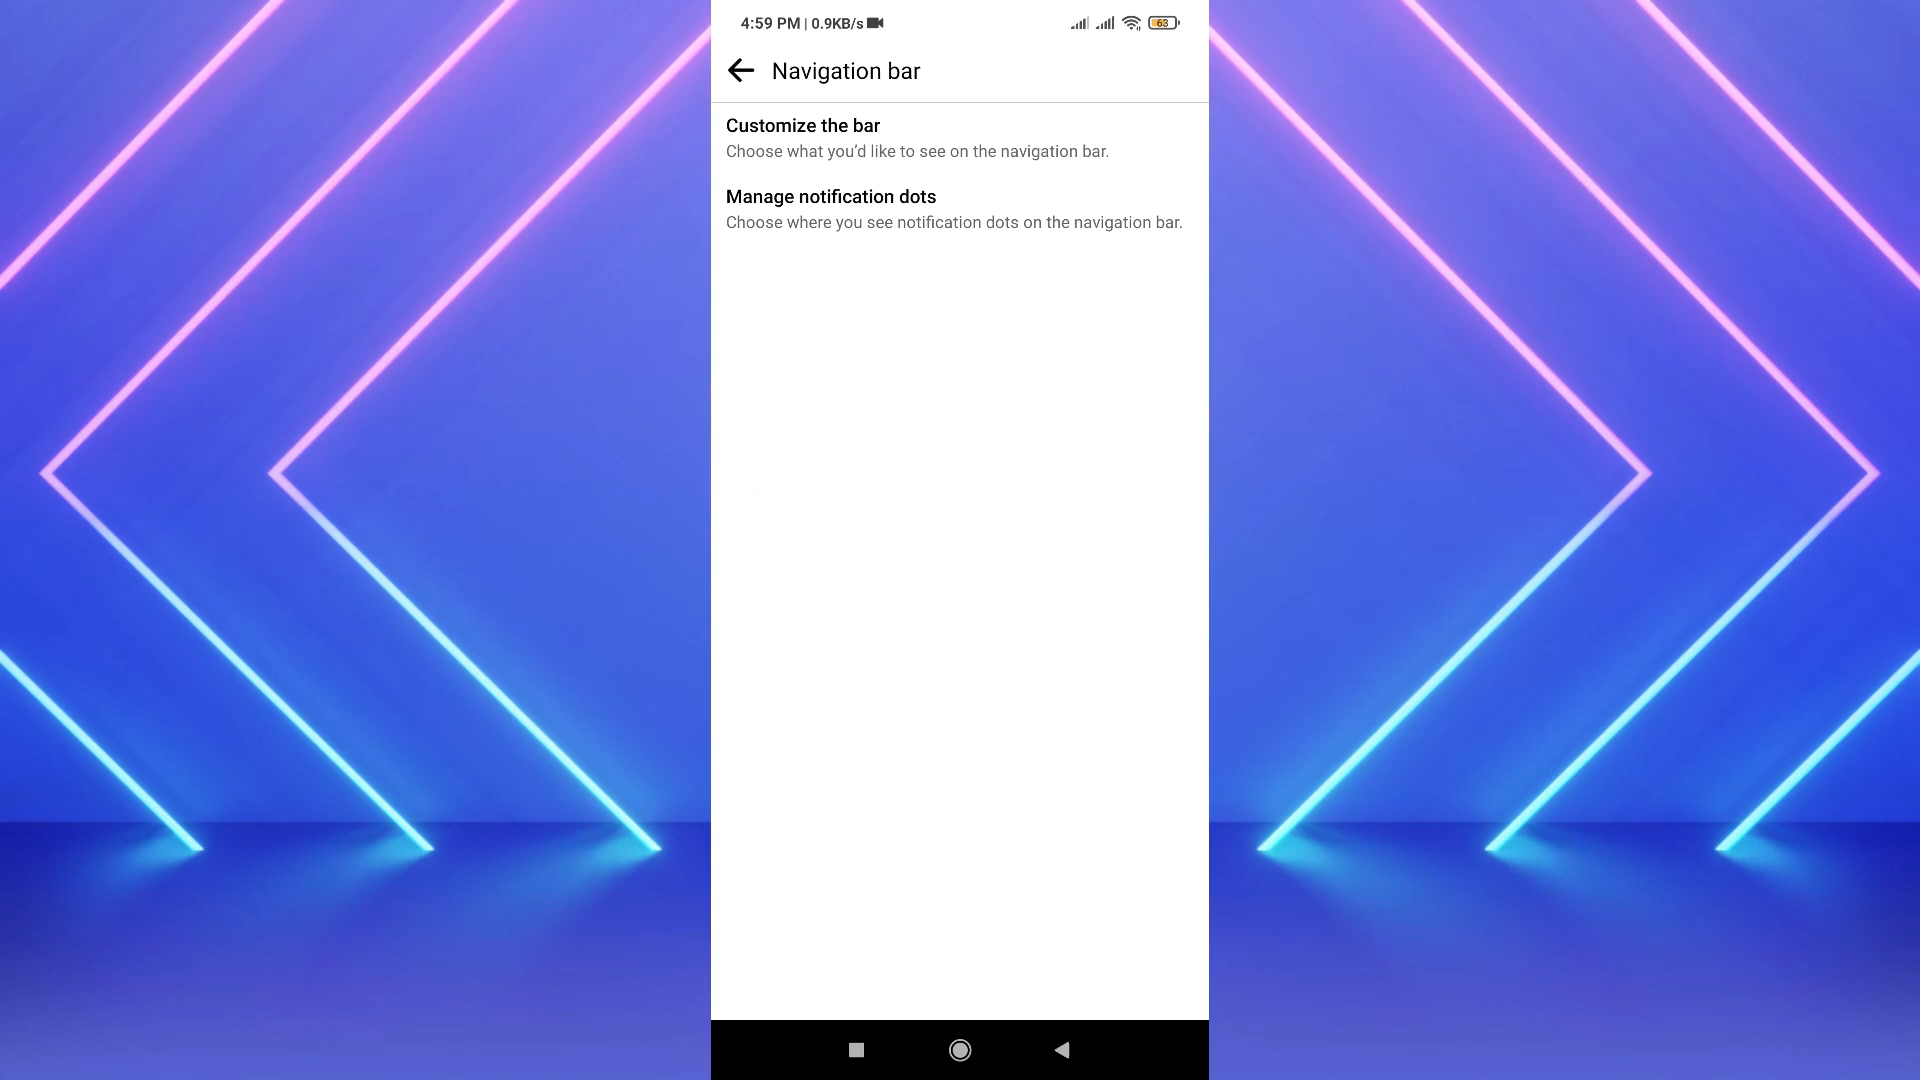 4:59 PM | 0.9KB/s
63
Navigation bar
Customize the bar
Choose what you’d like to see on the navigation bar.
Manage notification dots
Choose where you see notification dots on the navigation bar.